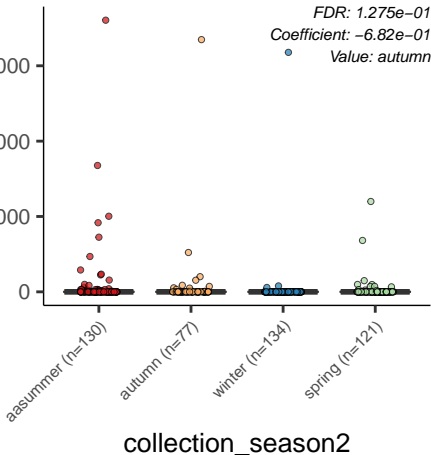 FDR: 1.275e−01
Coefficient: −6.82e−01
Value: autumn
000
000
000
0
aasummer (n=130)
autumn (n=77)
winter (n=134)
spring (n=121)
collection_season2